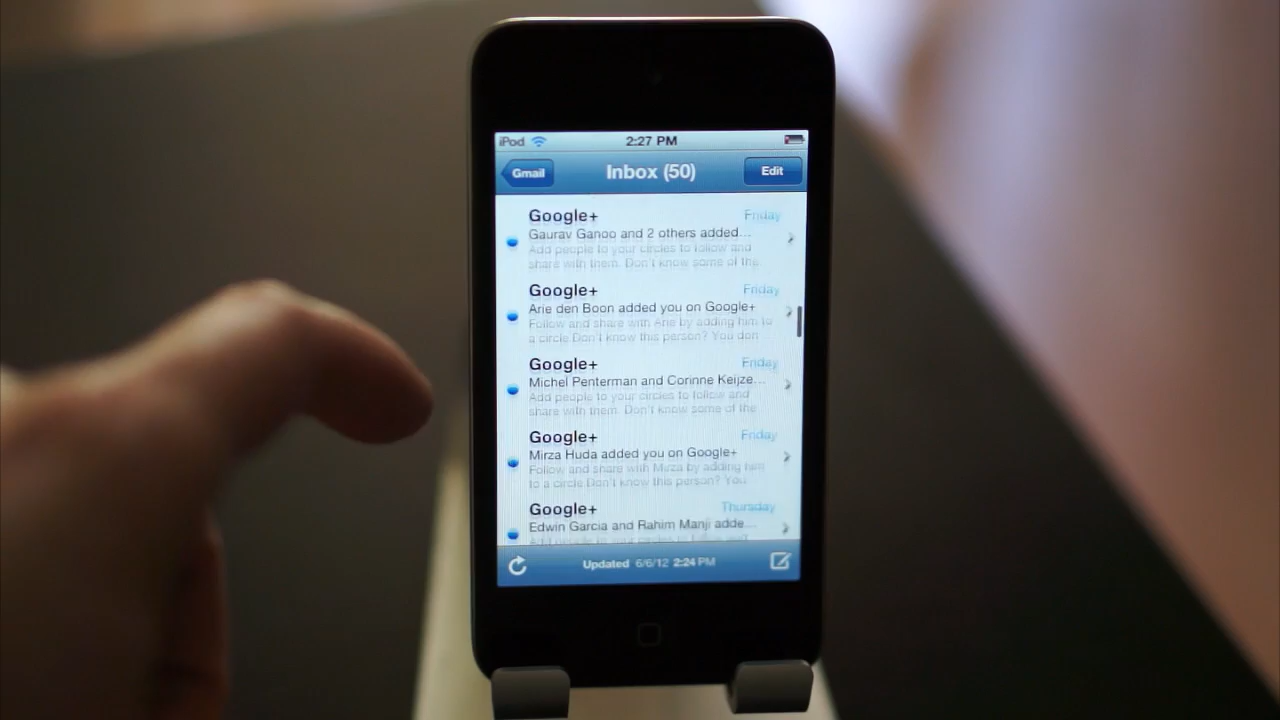 iPod 2:27 PM
Gmail Inbox (50) Edit
Google+ Friday
Gaurav Ganoo and 2 others added...
Add people to your circles to follow and
share with them. Don't know some of the
Google+ Friday
Arie den Boon added you on Google+
Follow and share with Arie by adding him to
a circle.Don't know this person? You don
Google+ Friday
Michel Penterman and Corinne Keijze...
Add people to your circles to follow and
share with them. Don't know some of the
Google+ Friday
Mirza Huda added you on Google+
Follow and share with Mirza by adding him
to a circle.Don't know this person? You
Google+ Thursday
Edwin Garcia and Rahim Manji adde...
Updated 6/6/12 2:24 PM